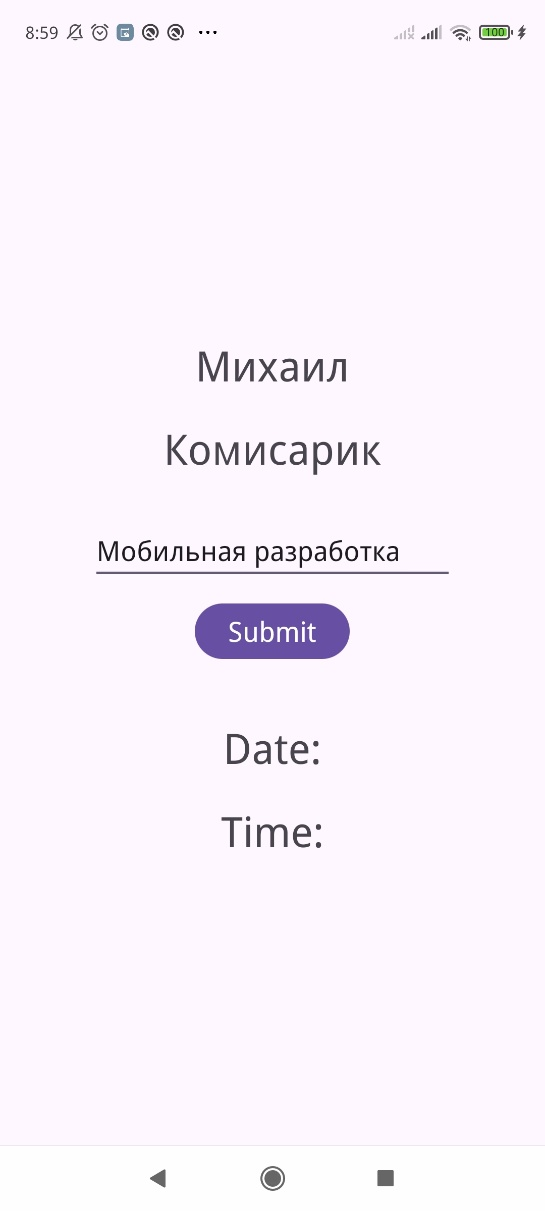 8:59
100
Михаил
Комисарик
Мобильная разработка
Submit
Date:
Time: